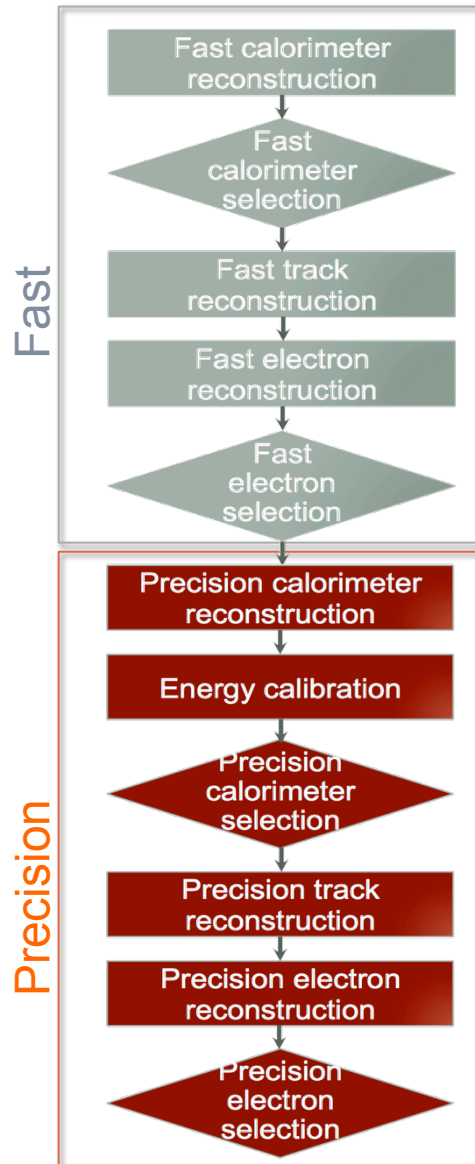 Fast
Fast calorimeter
reconstruction
Fast
calorimeter
selection
Fast track
reconstruction
Fast electron
reconstruction
Fast
electron
selection
Precision
Precision calorimeter
reconstruction
Energy calibration
Precision
calorimeter
selection
Precision track
reconstruction
Precision electron
reconstruction
Precision
electron
selection